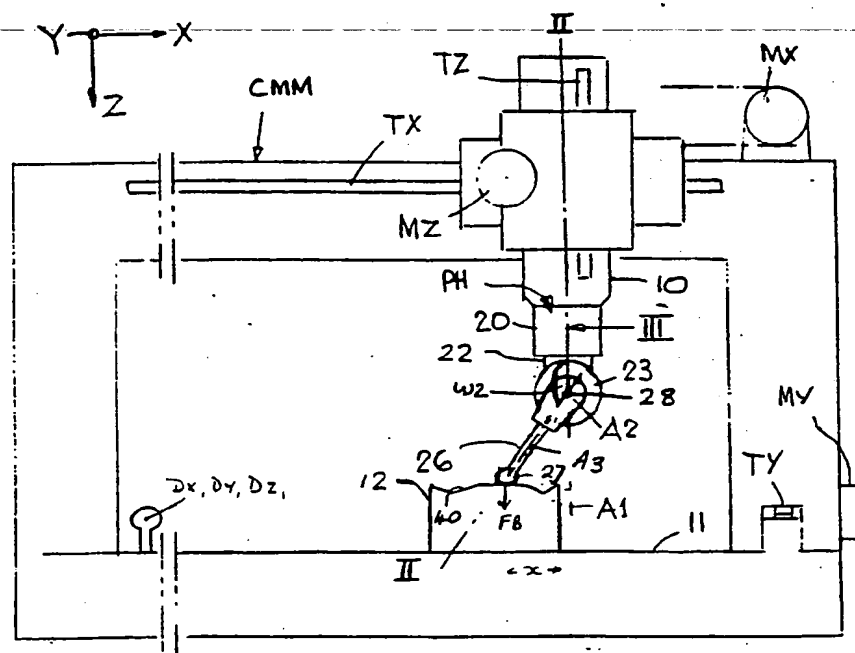 II
Y X
Z
TZ
MX
CMM
TX
MZ
PH
10
20
III
22
23
W2
28
A2
MY
26
A3
27
TY
12
DX, DY, DZ,
40
FB
A1
11
II
x